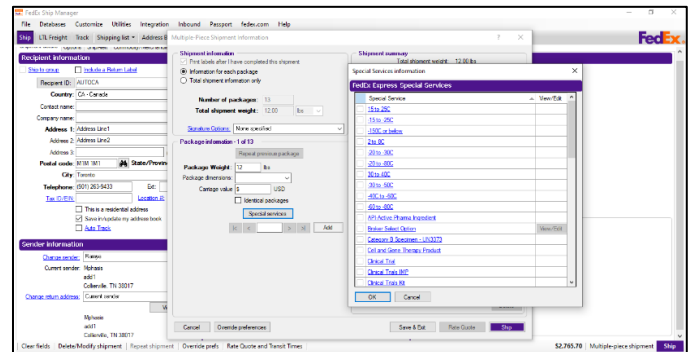 FedEx Ship Manager
File Databases Customize Utilities Integration Inbound Passport fedex.com Help
Ship LTL Freight Track Shipping list Address B
FedEx
Recipient information
Ship to group Include a Return Label
Recipient ID: AUTOCA
Country: CA - Canada
Contact name:
Company name:
Address 1: Address Line1
Address 2: Address Line2
Address 3:
Postal code: M1M 1M1 State/Provin
City: Toronto
Telephone: (901) 263-9433 Ext:
Tax ID/EIN: Location #:
This is a residential address
Save in/update my address book
Auto Track
Sender information
Change sender:
Current sender: Mphasis
add1
Collierville, TN 38017
Change return address: Current sender
Mphasis
add1
Collierville, TN 38017
Multiple-Piece Shipment Information
Shipment information
Print labels after I have completed this shipment
Information for each package
Total shipment information only
Number of packages: 13
Total shipment weight: 12.00 lbs
Signature Options: None specified
Package information - 1 of 13
Repeat previous package
Package Weight: 12 lbs
Package dimensions:
Carriage value $ USD
Identical packages
Special services
Add
Cancel Override preferences Save & Exit Rate Quote Ship
Shipment summary
Total shipment weight: 12.00 lbs
Special Services information
FedEx Express Special Services
Special Service View/Edit
15 to 25C
-15 to -25C
-150C or below
2 to 8C
-20 to -30C
-20 to -80C
30 to 40C
-30 to -50C
-40C to -60C
-60 to -80C
API Active Pharma Ingredient
Broker Select Option View/Edit
Category B Specimen - UN3373
Cell and Gene Therapy Product
Clinical Trial
Clinical Trials IMP
Clinical Trials Kit
OK Cancel
Clear fields Delete/Modify shipment Repeat shipment Override prefs Rate Quote and Transit Times $2,765.70 Multiple-piece shipment Ship